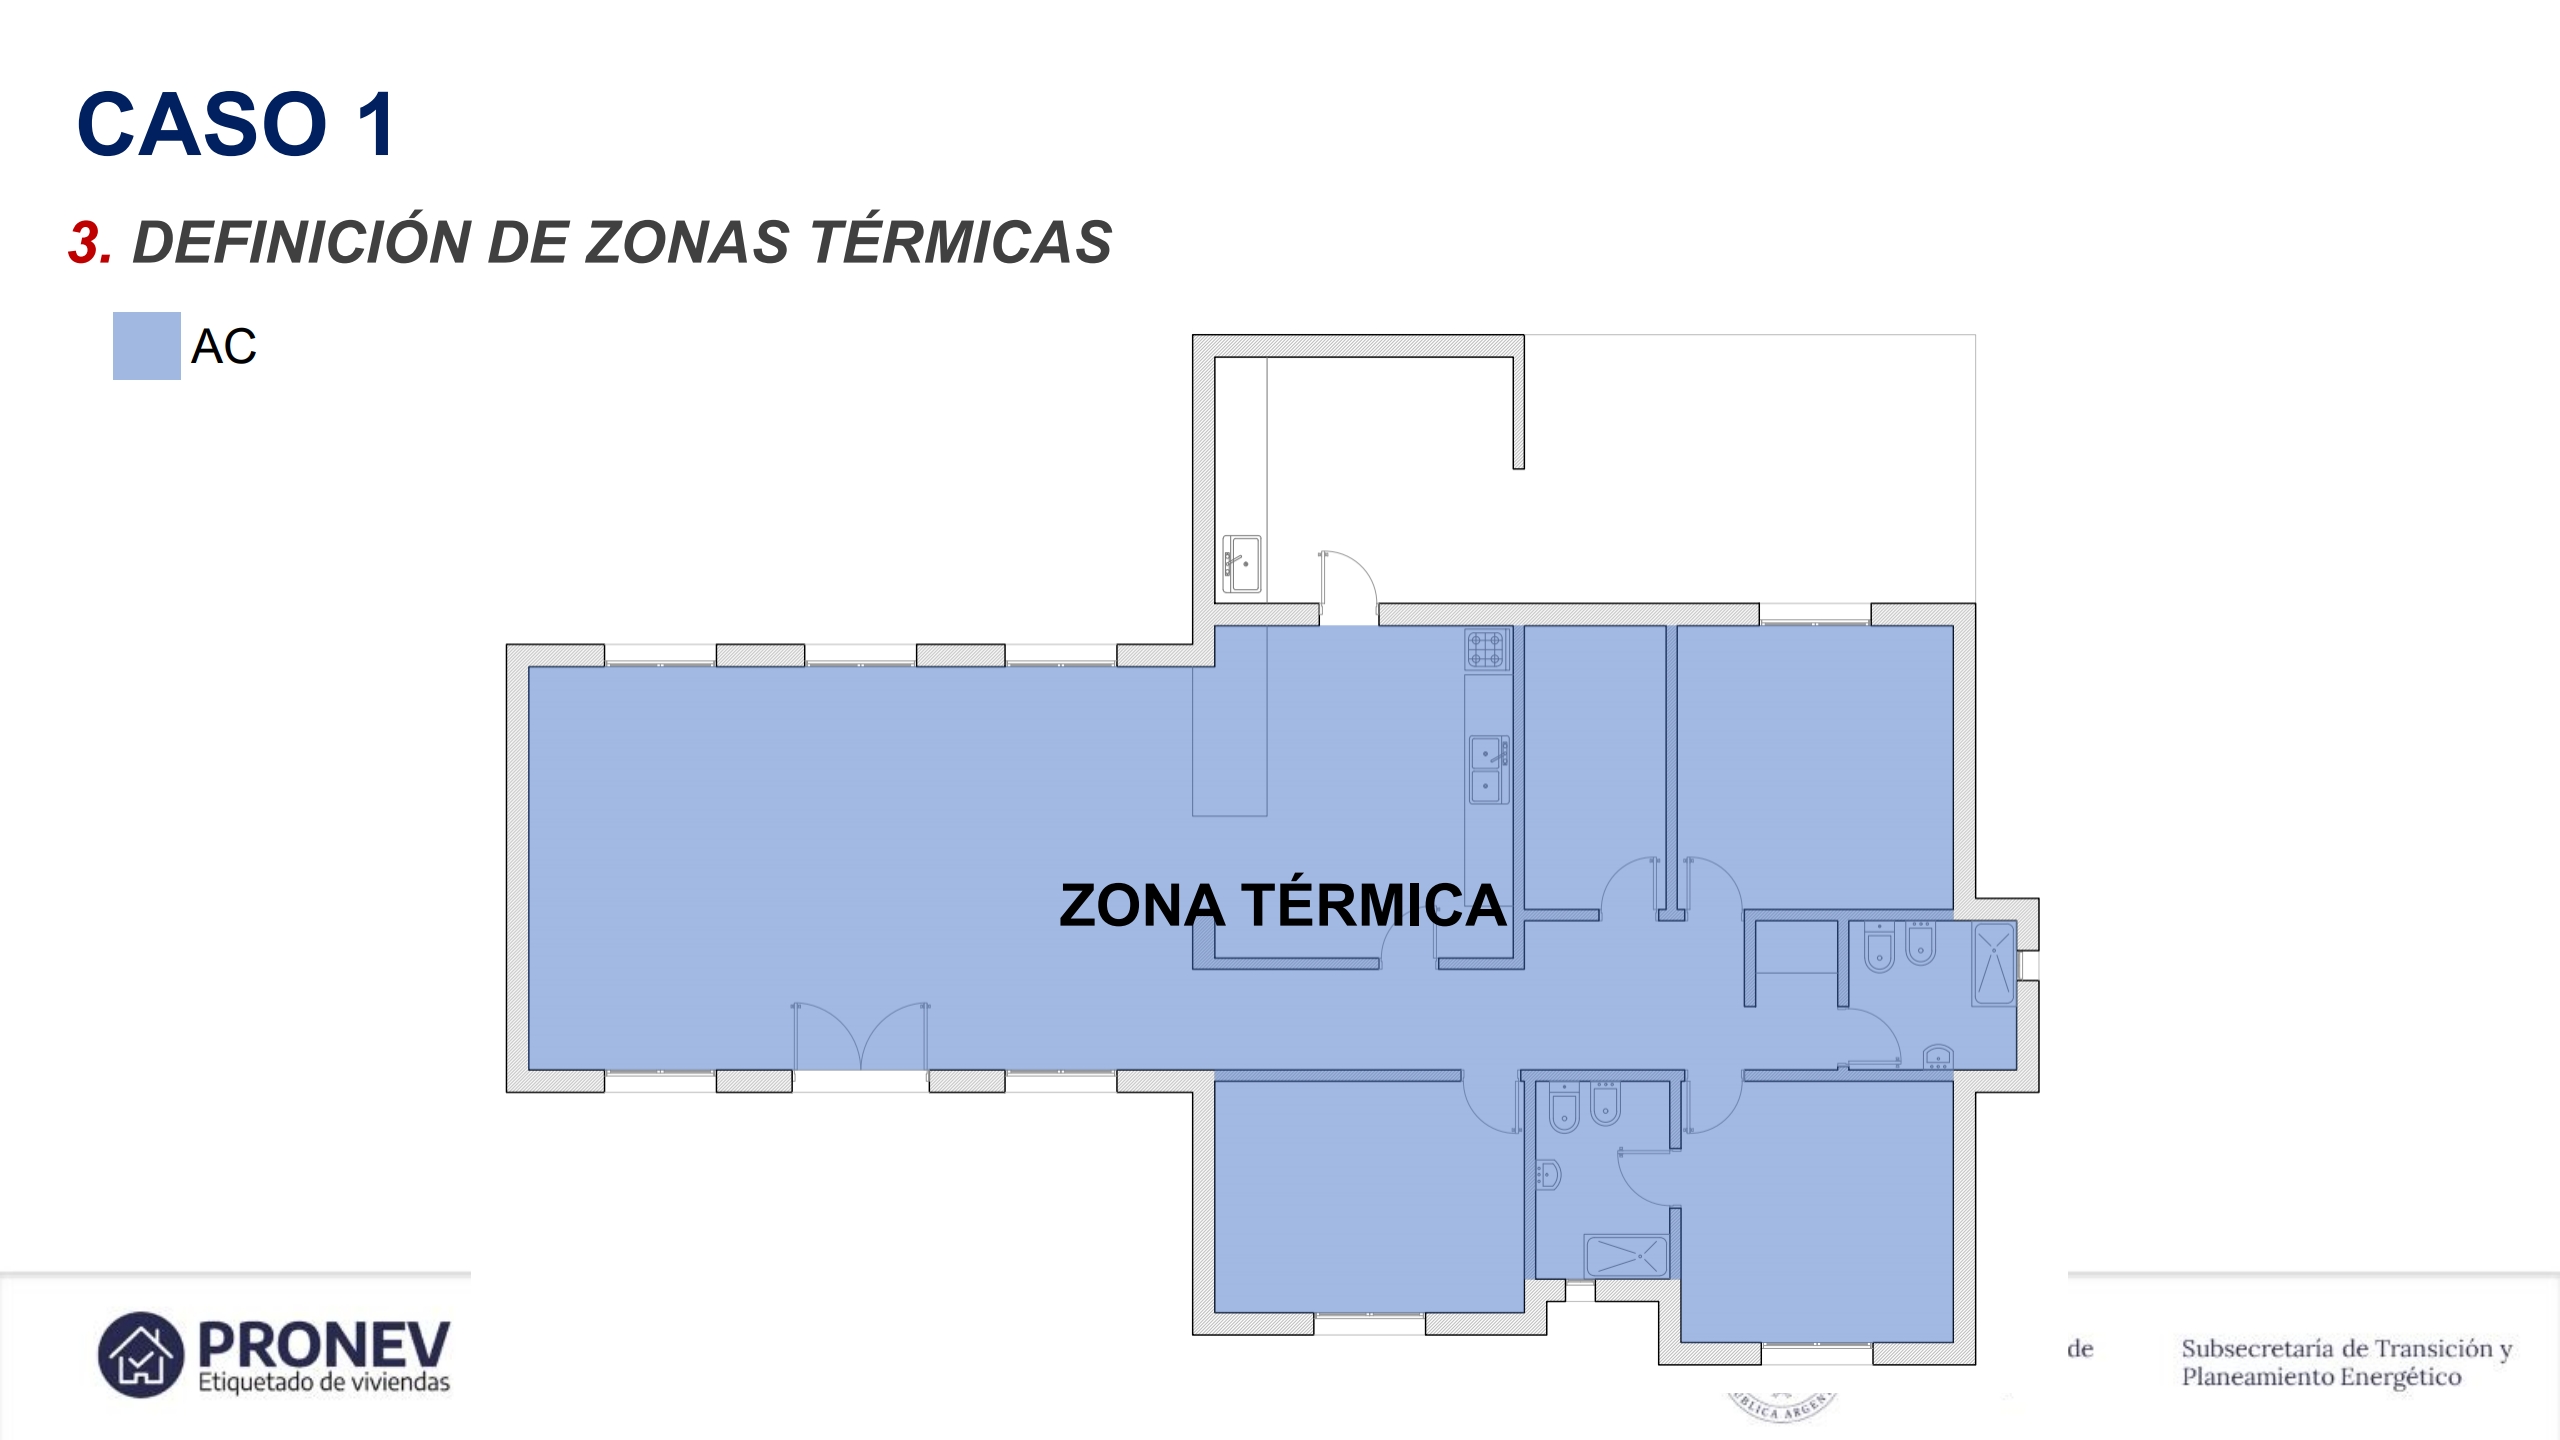 CASO 1
3. DEFINICIÓN DE ZONAS TÉRMICAS
AC
ZONA TÉRMICA
PRONEV
Etiquetado de viviendas
de
Subsecretaría de Transición y
Planeamiento Energético